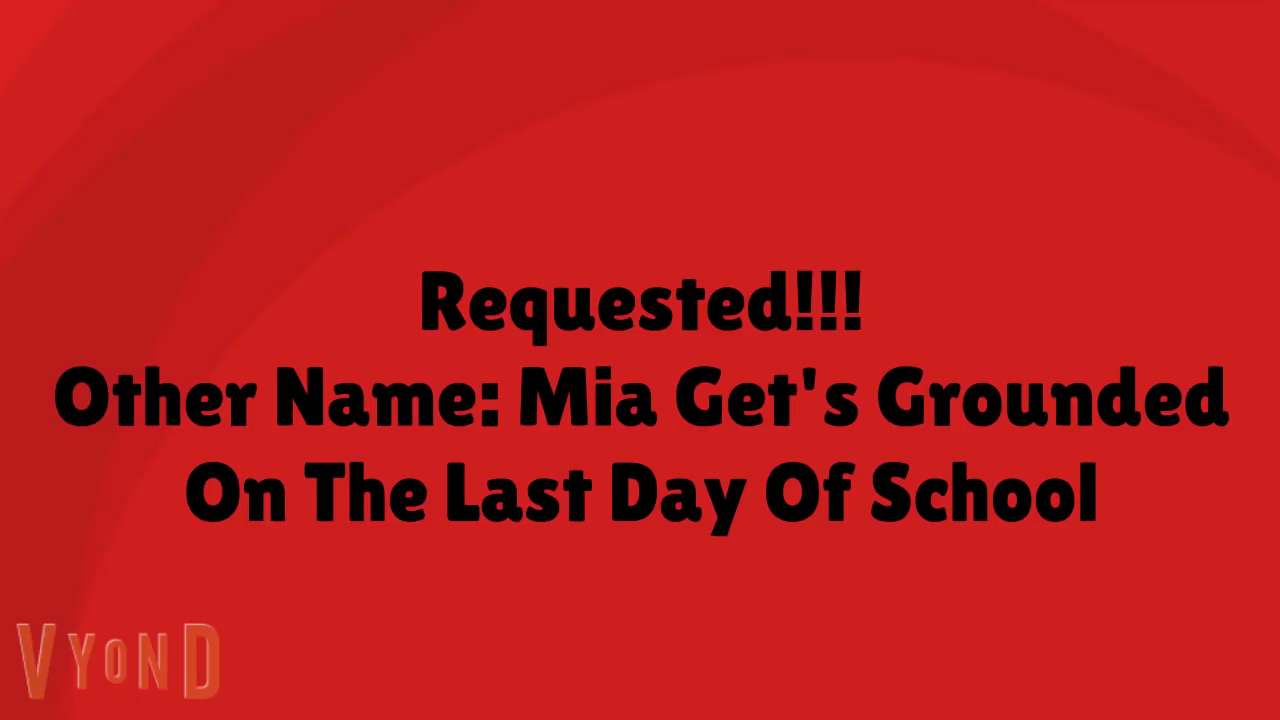 Requested!!!
Other Name: Mia Get's Grounded
On The Last Day Of School
VYOND